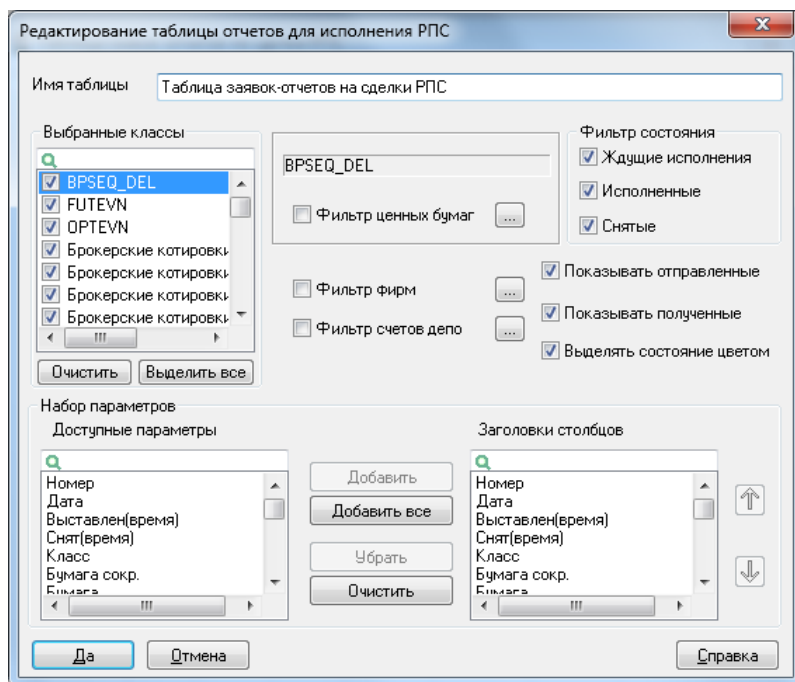 Редактирование таблицы отчетов для исполнения РПС
Имя таблицы
Таблица заявок-отчетов на сделки РПС
Выбранные классы
BPSEQ_DEL
FUTEVN
OPTEVN
Брокерские котировки
Брокерские котировки
Брокерские котировки
Брокерские котировки
Очистить
Выделить все
BPSEQ_DEL
Фильтр ценных бумаг ...
Фильтр фирм ...
Фильтр счетов депо ...
Фильтр состояния
Ждущие исполнения
Исполненные
Снятые
Показывать отправленные
Показывать полученные
Выделять состояние цветом
Набор параметров
Доступные параметры
Номер
Дата
Выставлен(время)
Снят(время)
Класс
Бумага сокр.
Бумага
Добавить
Добавить все
Убрать
Очистить
Заголовки столбцов
Номер
Дата
Выставлен(время)
Снят(время)
Класс
Бумага сокр.
Бумага
Да
Отмена
Справка